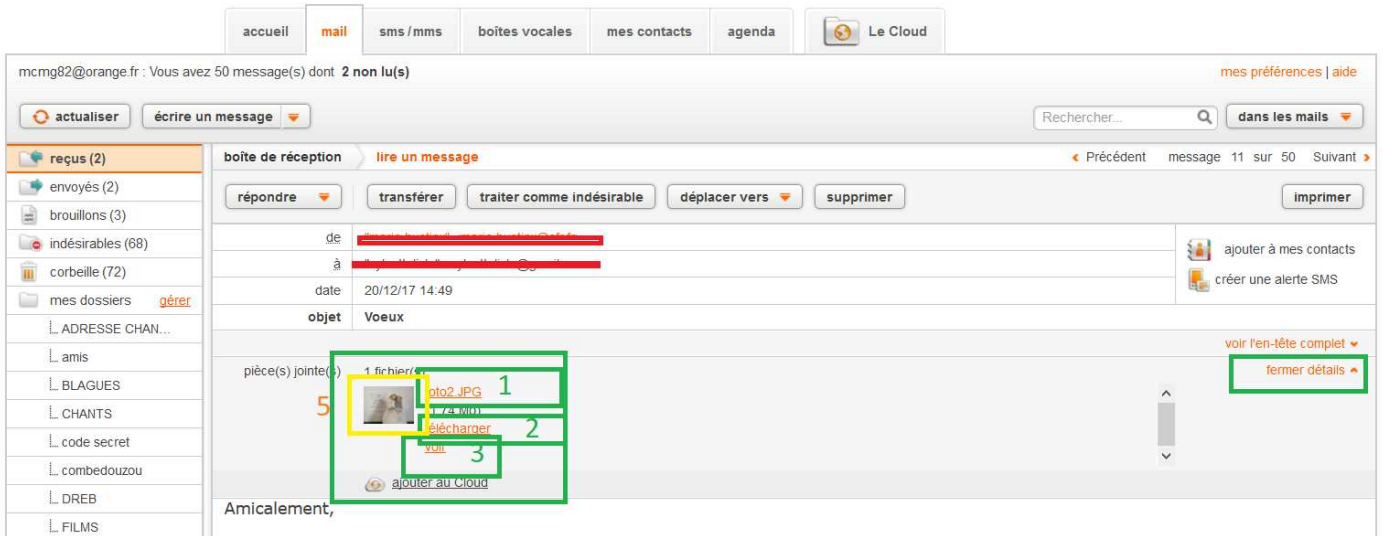 accueil mail sms/mms boîtes vocales mes contacts agenda Le Cloud
mcmg82@orange.fr : Vous avez 50 message(s) dont 2 non lu(s) mes préférences | aide
actualiser écrire un message Rechercher... dans les mails
reçus (2) boîte de réception lire un message Précédent message 11 sur 50 Suivant
envoyés (2)
répondre transférer traiter comme indésirable déplacer vers supprimer imprimer
brouillons (3)
indésirables (68) de
ajouter à mes contacts
corbeille (72) à
créer une alerte SMS
mes dossiers gérer date 20/12/17 14:49
ADRESSE CHAN... objet Voeux
voir l'en-tête complet
amis
pièce(s) jointe(s) 1 fichier(s) fermer détails
BLAGUES oto2.JPG 1
CHANTS 5
télécharger 2
code secret voir 3
combedouzou
ajouter au Cloud
DREB
Amicalement,
FILMS